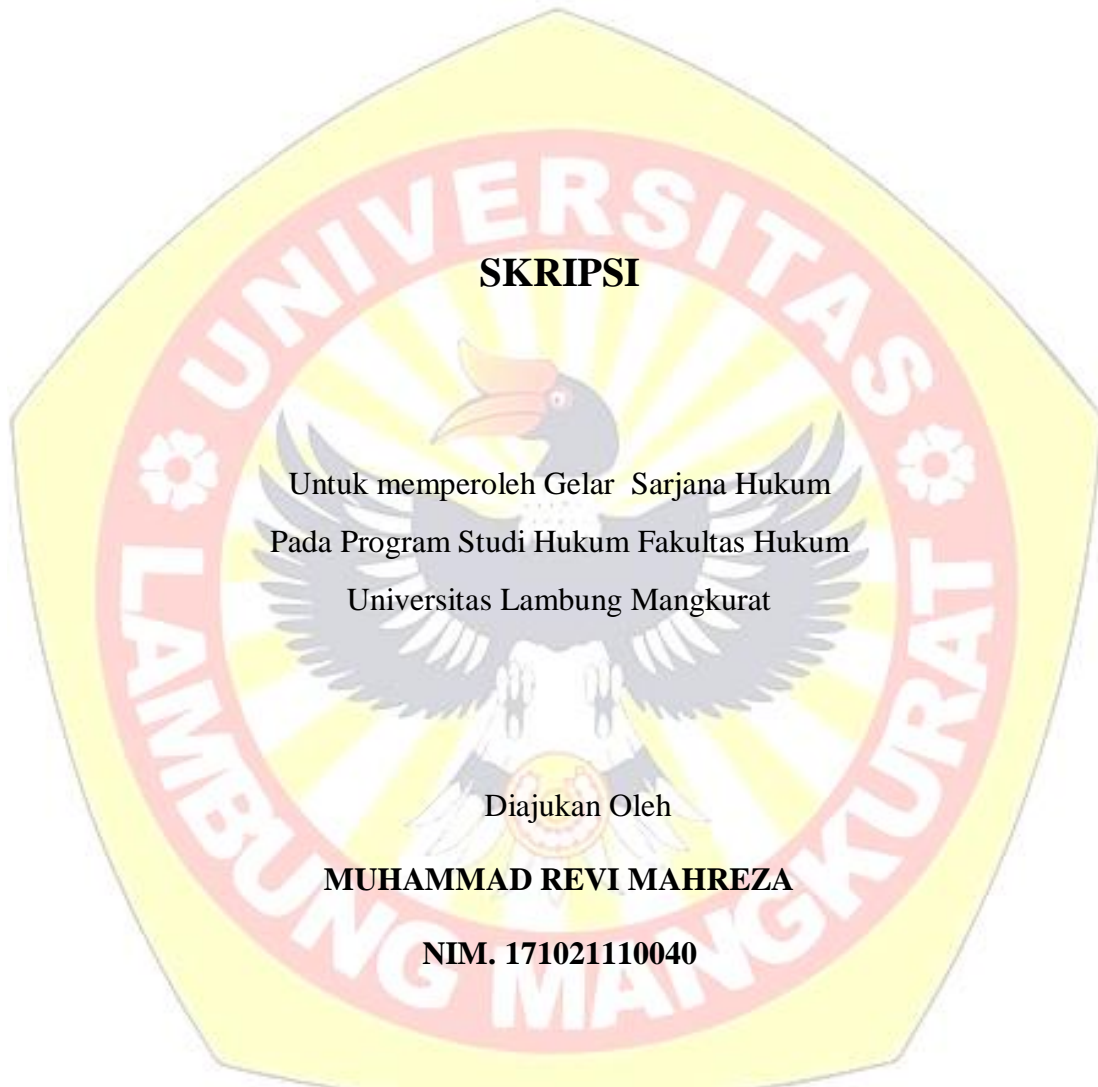 UNIVERSITAS
LAMBUNG MANGKURAT
SKRIPSI
Untuk memperoleh Gelar Sarjana Hukum
Pada Program Studi Hukum Fakultas Hukum
Universitas Lambung Mangkurat
Diajukan Oleh
MUHAMMAD REVI MAHREZA
NIM. 171021110040